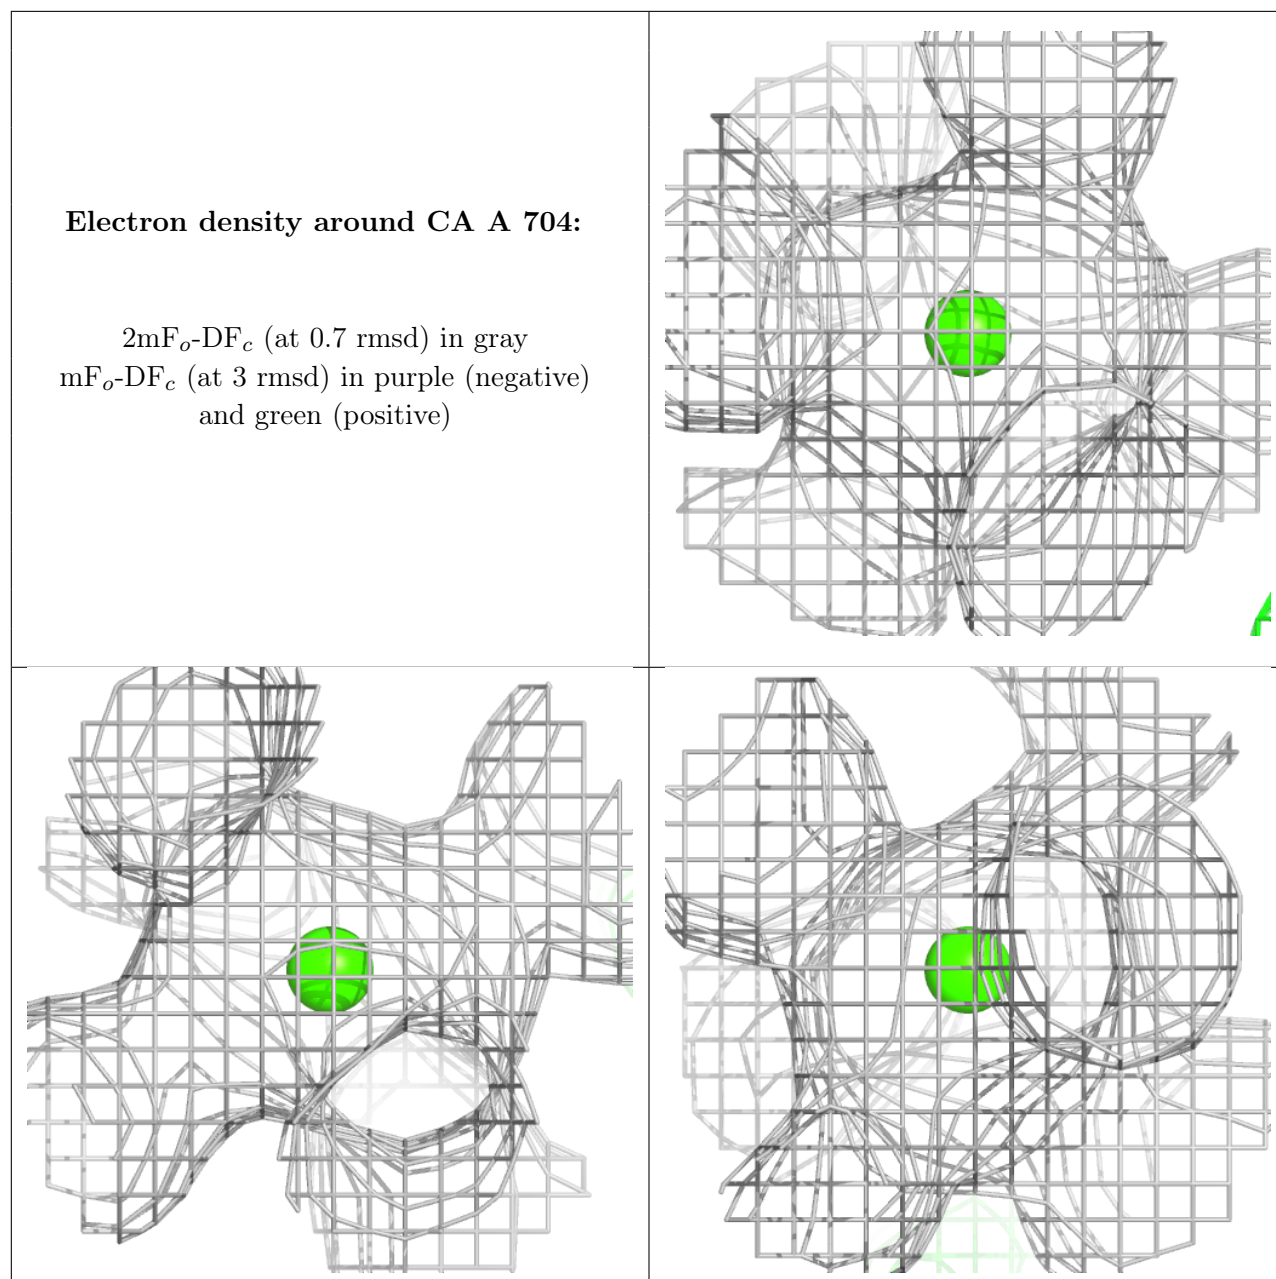 Electron density around CA A 704:
2mFo-DFc (at 0.7 rmsd) in gray
mFo-DFc (at 3 rmsd) in purple (negative)
and green (positive)